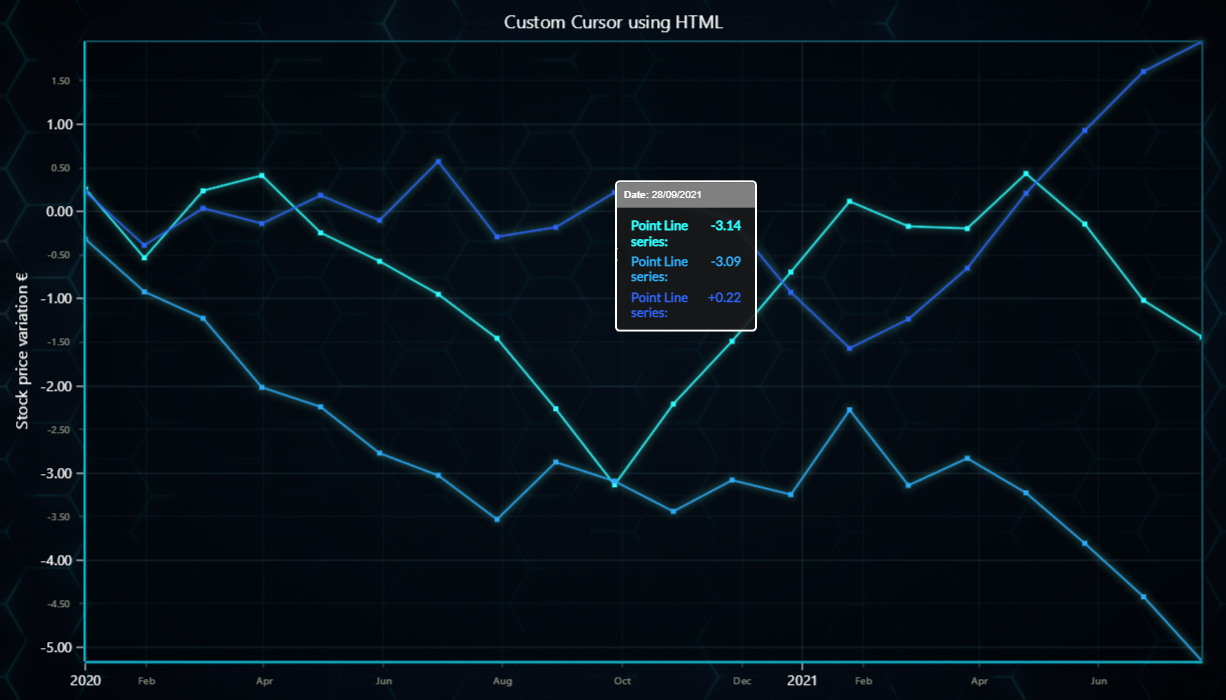 Custom Cursor using HTML
1.50
1.00
0.50
0.00
-0.50
-1.00
-1.50
-2.00
-2.50
-3.00
-3.50
-4.00
-4.50
-5.00
Stock price variation €
Date: 28/09/2021
Point Line series: -3.14
Point Line series: -3.09
Point Line series: +0.22
2020 Feb Apr Jun Aug Oct Dec 2021 Feb Apr Jun